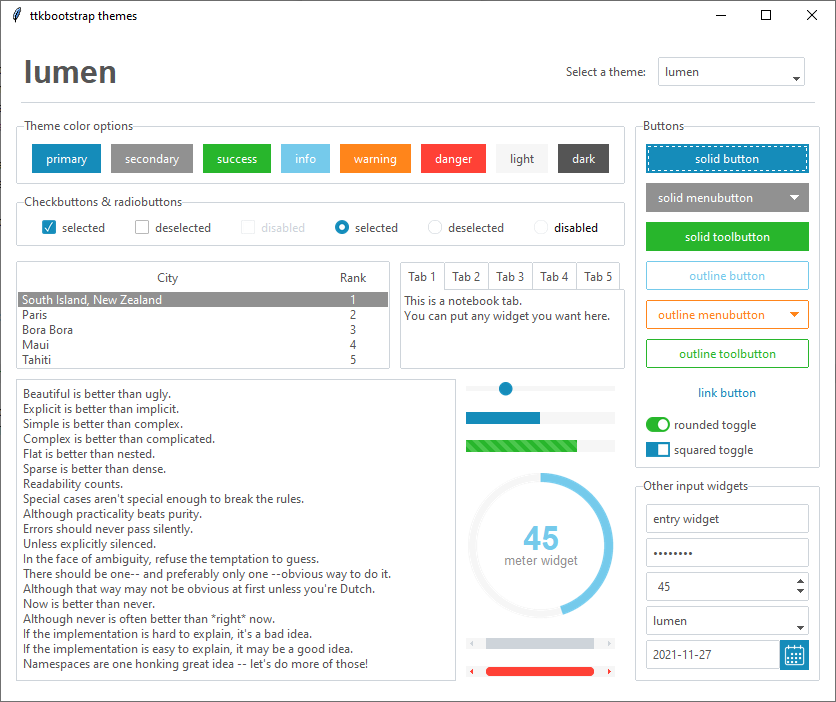 ttkbootstrap themes
lumen
Select a theme: lumen
Theme color options
primary secondary success info warning danger light dark
Checkbuttons & radiobuttons
selected deselected disabled selected deselected disabled
City Rank
South Island, New Zealand 1
Paris 2
Bora Bora 3
Maui 4
Tahiti 5
Tab 1 Tab 2 Tab 3 Tab 4 Tab 5
This is a notebook tab.
You can put any widget you want here.
Beautiful is better than ugly.
Explicit is better than implicit.
Simple is better than complex.
Complex is better than complicated.
Flat is better than nested.
Sparse is better than dense.
Readability counts.
Special cases aren't special enough to break the rules.
Although practicality beats purity.
Errors should never pass silently.
Unless explicitly silenced.
In the face of ambiguity, refuse the temptation to guess.
There should be one-- and preferably only one --obvious way to do it.
Although that way may not be obvious at first unless you're Dutch.
Now is better than never.
Although never is often better than *right* now.
If the implementation is hard to explain, it's a bad idea.
If the implementation is easy to explain, it may be a good idea.
Namespaces are one honking great idea -- let's do more of those!
45
meter widget
Buttons
solid button
solid menubutton
solid toolbutton
outline button
outline menubutton
outline toolbutton
link button
rounded toggle
squared toggle
Other input widgets
entry widget
••••••••
45
lumen
2021-11-27